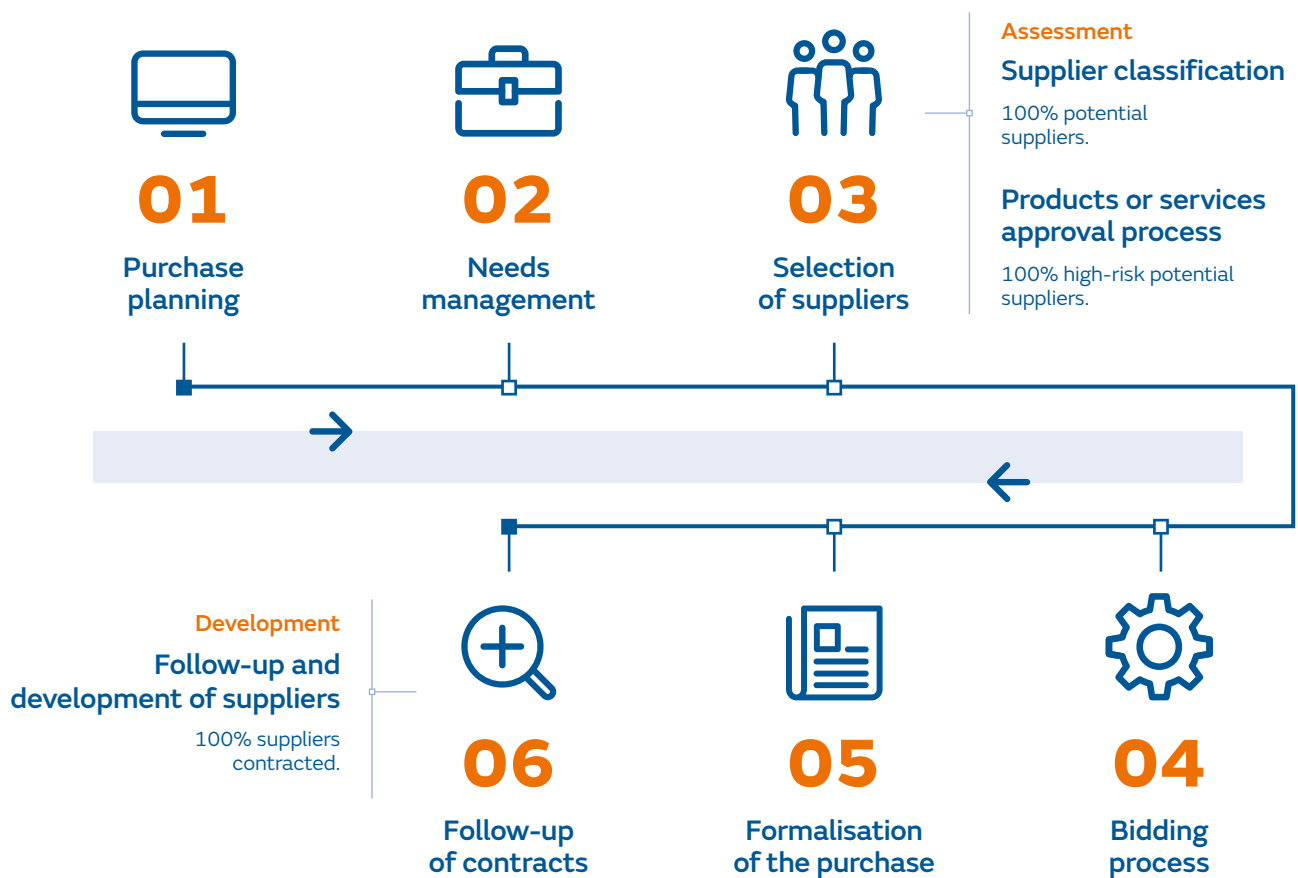 01
Purchase
planning
02
Needs
management
03
Selection
of suppliers
Assessment
Supplier classification
100% potential
suppliers.
Products or services
approval process
100% high-risk potential
suppliers.
Development
Follow-up and
development of suppliers
100% suppliers
contracted.
06
Follow-up
of contracts
05
Formalisation
of the purchase
04
Bidding
process